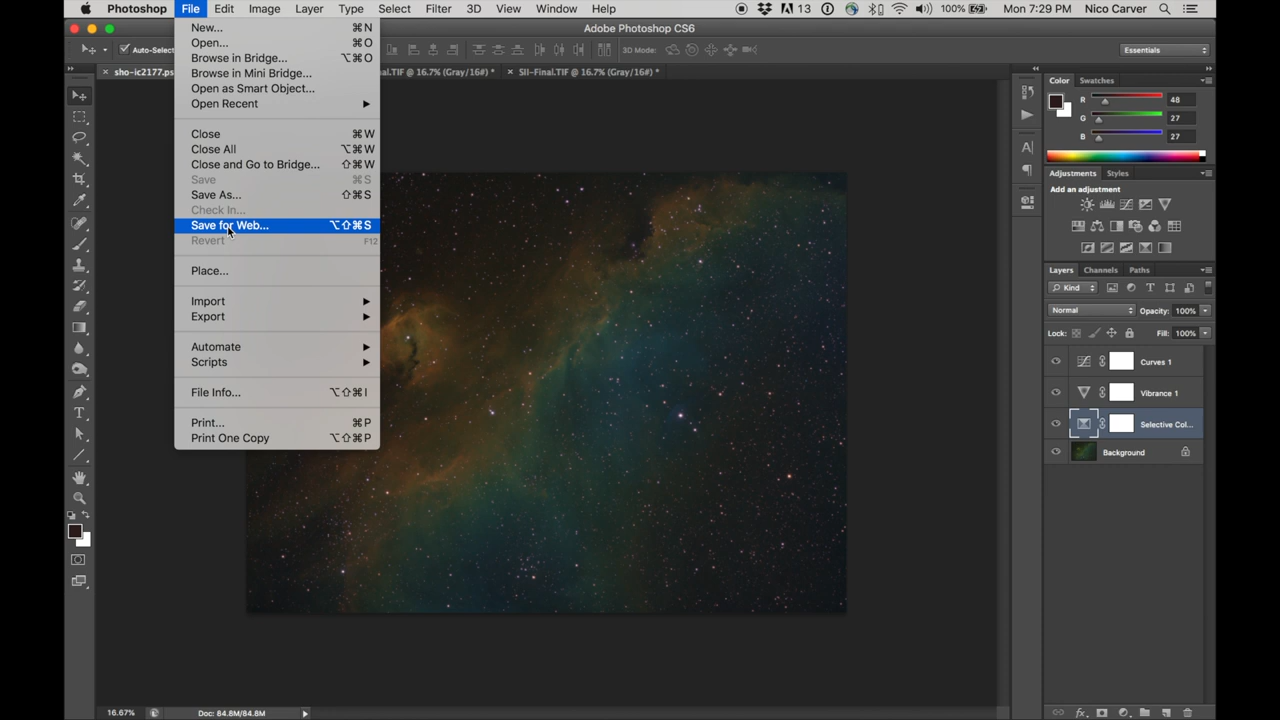 Photoshop File Edit Image Layer Type Select Filter 3D View Window Help 13 100% Mon 7:29 PM Nico Carver
Adobe Photoshop CS6
Auto-Select 3D Mode: Essentials
× sho-ic2177.ps al.TIF @ 16.7% (Gray/16#) * × SII-Final.TIF @ 16.7% (Gray/16#) *
New... ⌘N
Open... ⌘O
Browse in Bridge... ⌥⌘O
Browse in Mini Bridge...
Open as Smart Object...
Open Recent
Close ⌘W
Close All ⌥⌘W
Close and Go to Bridge... ⇧⌘W
Save ⌘S
Save As... ⇧⌘S
Check In...
Save for Web... ⌥⇧⌘S
Revert F12
Place...
Import
Export
Automate
Scripts
File Info... ⌥⇧⌘I
Print... ⌘P
Print One Copy ⌥⇧⌘P
Color Swatches
R 48
G 27
B 27
Adjustments Styles
Add an adjustment
Layers Channels Paths
Kind
Normal Opacity: 100%
Lock: Fill: 100%
Curves 1
Vibrance 1
Selective Col...
Background
16.67% Doc: 84.8M/84.8M